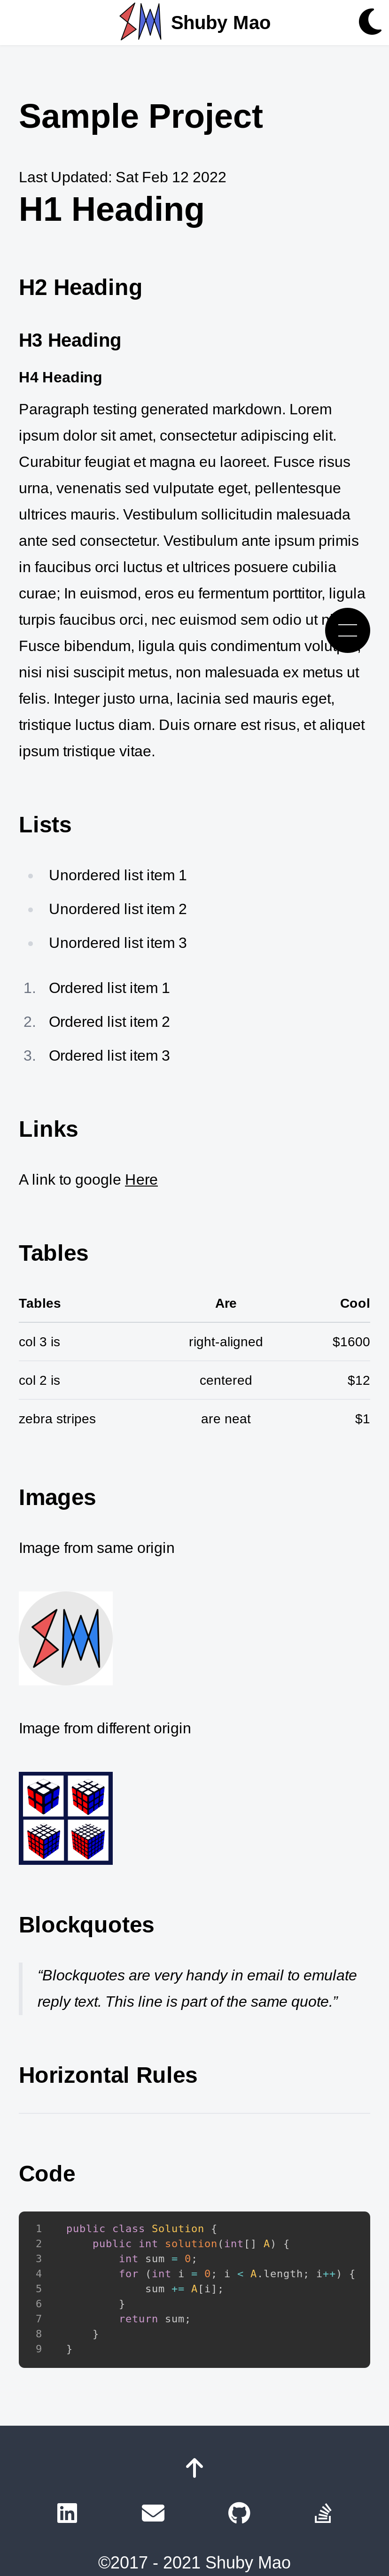 Shuby Mao
Sample Project
Last Updated: Sat Feb 12 2022
H1 Heading
H2 Heading
H3 Heading
H4 Heading
Paragraph testing generated markdown. Lorem
ipsum dolor sit amet, consectetur adipiscing elit.
Curabitur feugiat et magna eu laoreet. Fusce risus
urna, venenatis sed vulputate eget, pellentesque
ultrices mauris. Vestibulum sollicitudin malesuada
ante sed consectetur. Vestibulum ante ipsum primis
in faucibus orci luctus et ultrices posuere cubilia
curae; In euismod, eros eu fermentum porttitor, ligula
turpis faucibus orci, nec euismod sem odio ut
Fusce bibendum, ligula quis condimentum
nisi nisi suscipit metus, non malesuada ex metus ut
felis. Integer justo urna, lacinia sed mauris eget,
tristique luctus diam. Duis ornare est risus, et aliquet
ipsum tristique vitae.
Lists
Unordered list item 1
Unordered list item 2
Unordered list item 3
1. Ordered list item 1
2. Ordered list item 2
3. Ordered list item 3
Links
A link to google Here
Tables
Tables Are Cool
col 3 is right-aligned $1600
col 2 is centered $12
zebra stripes are neat $1
Images
Image from same origin
Image from different origin
Blockquotes
“Blockquotes are very handy in email to emulate
reply text. This line is part of the same quote.”
Horizontal Rules
Code
1 public class Solution {
2 public int solution(int[] A) {
3 int sum = 0;
4 for (int i = 0; i < A.length; i++) {
5 sum += A[i];
6 }
7 return sum;
8 }
9 }
©2017 - 2021 Shuby Mao